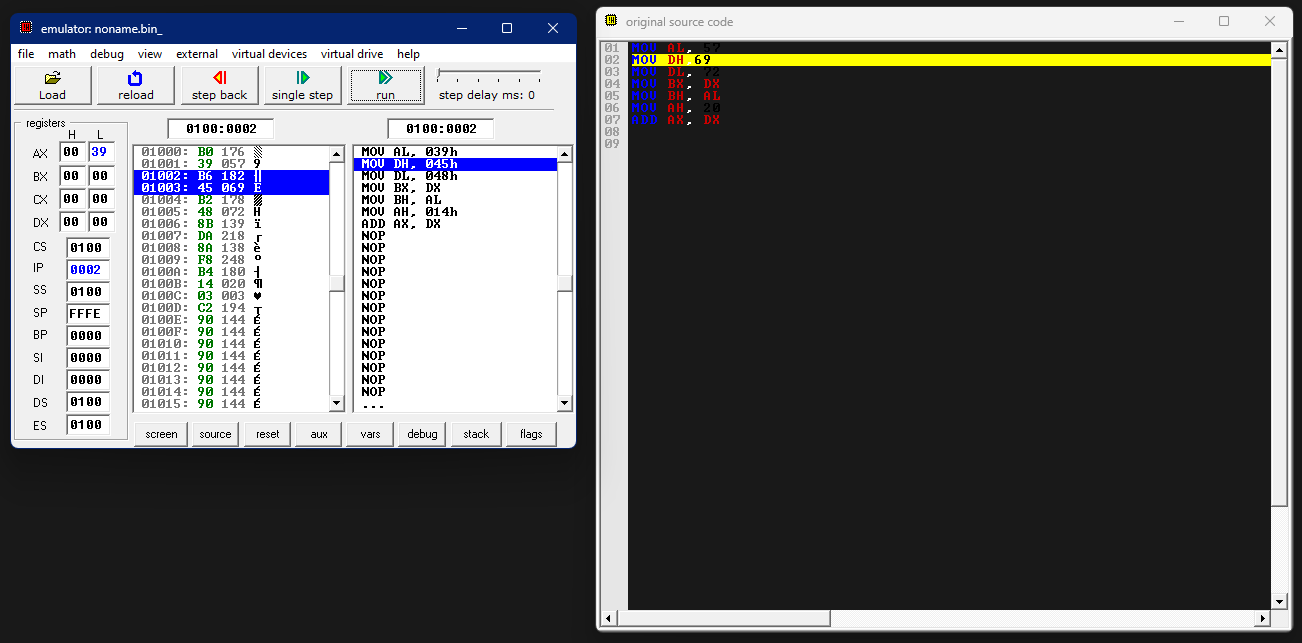 emulator: noname.bin_
file math debug view external virtual devices virtual drive help
Load reload step back single step run step delay ms: 0
registers
H L
AX 00 39
BX 00 00
CX 00 00
DX 00 00
CS 0100
IP 0002
SS 0100
SP FFFE
BP 0000
SI 0000
DI 0000
DS 0100
ES 0100
0100:0002
01000: B0 176 ▒
01001: 39 057 9
01002: B6 182 ╢
01003: 45 069 E
01004: B2 178 ▓
01005: 48 072 H
01006: 8B 139 ï
01007: DA 218 ┌
01008: 8A 138 è
01009: F8 248 °
0100A: B4 180 ┤
0100B: 14 020 ¶
0100C: 03 003 ♥
0100D: C2 194 ┬
0100E: 90 144 É
0100F: 90 144 É
01010: 90 144 É
01011: 90 144 É
01012: 90 144 É
01013: 90 144 É
01014: 90 144 É
01015: 90 144 É
0100:0002
MOV AL, 039h
MOV DH, 045h
MOV DL, 048h
MOV BX, DX
MOV BH, AL
MOV AH, 014h
ADD AX, DX
NOP
NOP
NOP
NOP
NOP
NOP
NOP
NOP
NOP
NOP
NOP
NOP
NOP
NOP
...
screen source reset aux vars debug stack flags
original source code
01 MOV AL, 57
02 MOV DH,69
03 MOV DL, 72
04 MOV BX, DX
05 MOV BH, AL
06 MOV AH, 20
07 ADD AX, DX
08
09